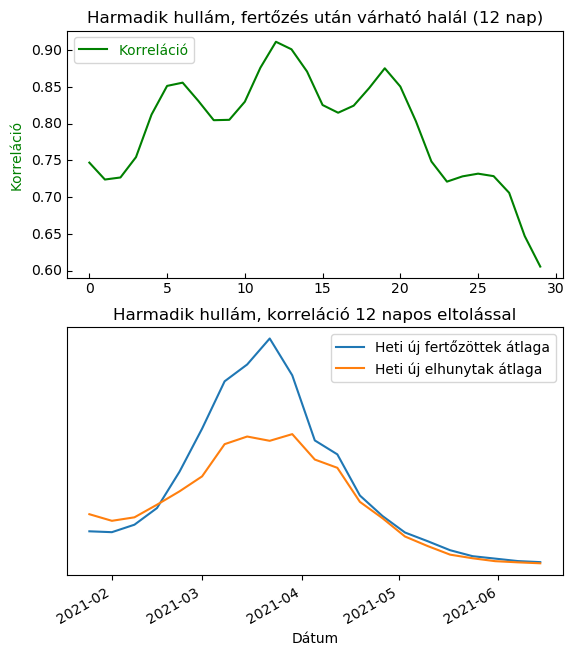 Harmadik hullám, fertőzés után várható halál (12 nap)
Korreláció
Korreláció
0.90
0.85
0.80
0.75
0.70
0.65
0.60
0 5 10 15 20 25 30
Harmadik hullám, korreláció 12 napos eltolással
Heti új fertőzöttek átlaga
Heti új elhunytak átlaga
2021-02 2021-03 2021-04 2021-05 2021-06
Dátum